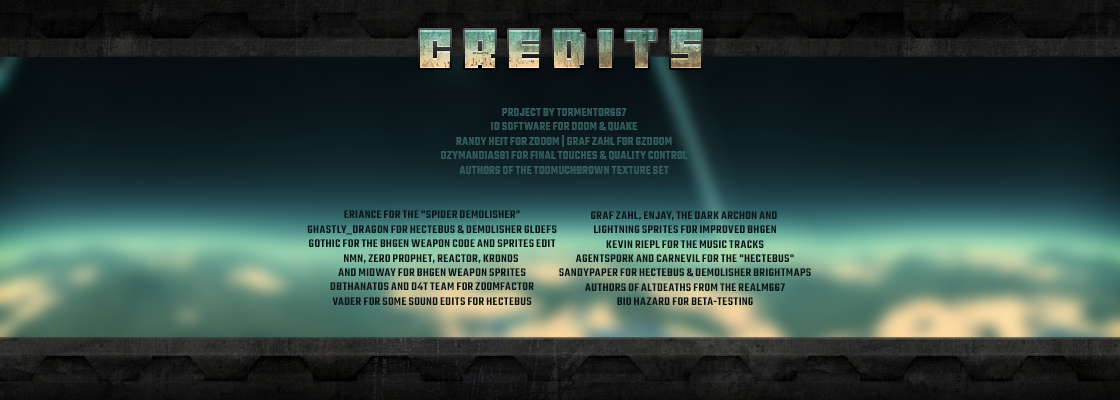 CREDITS
PROJECT BY TORMENTOR667
ID SOFTWARE FOR DOOM & QUAKE
RANDY HEIT FOR ZDOOM | GRAF ZAHL FOR GZDOOM
OZYMANDIAS81 FOR FINAL TOUCHES & QUALITY CONTROL
AUTHORS OF THE TOOMUCHBROWN TEXTURE SET
ERIANCE FOR THE "SPIDER DEMOLISHER"
GHASTLY_DRAGON FOR HECTEBUS & DEMOLISHER GLDEFS
GOTHIC FOR THE BHGEN WEAPON CODE AND SPRITES EDIT
NMN, ZERO PROPHET, REACTOR, KRONOS
AND MIDWAY FOR BHGEN WEAPON SPRITES
DBTHANATOS AND D4T TEAM FOR ZOOMFACTOR
VADER FOR SOME SOUND EDITS FOR HECTEBUS
GRAF ZAHL, ENJAY, THE DARK ARCHON AND
LIGHTNING SPRITES FOR IMPROVED BHGEN
KEVIN RIEPL FOR THE MUSIC TRACKS
AGENTSPORK AND CARNEVIL FOR THE "HECTEBUS"
SANDYPAPER FOR HECTEBUS & DEMOLISHER BRIGHTMAPS
AUTHORS OF ALTDEATHS FROM THE REALM667
BIO HAZARD FOR BETA-TESTING